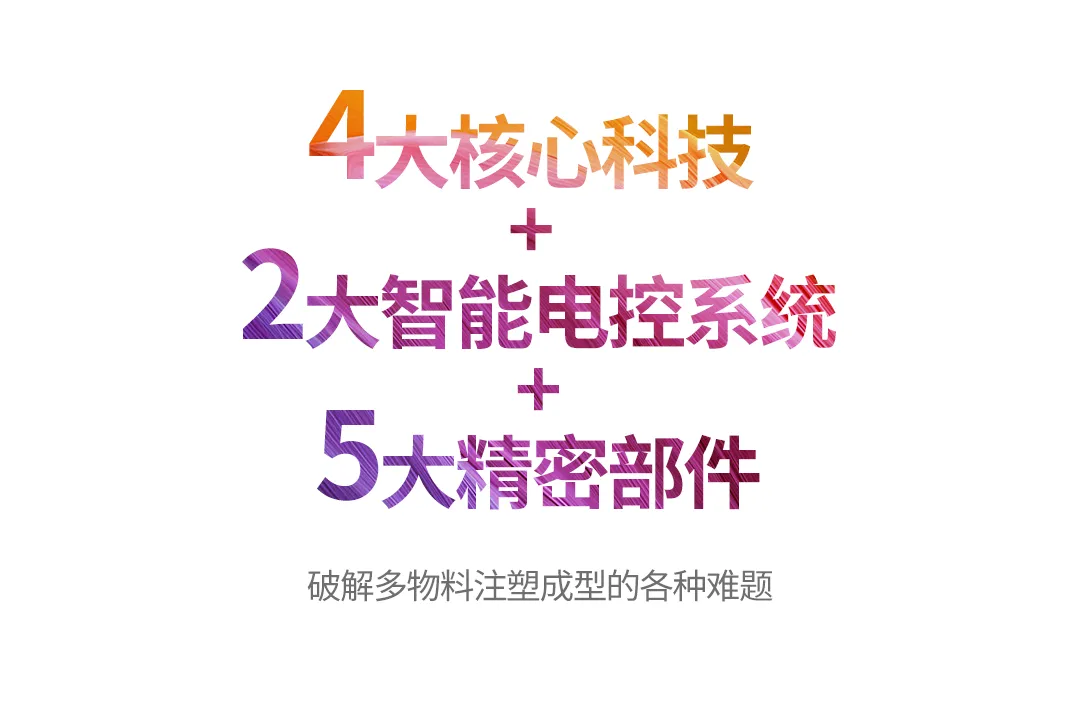 4大核心科技
+
2大智能电控系统
+
5大精密部件
破解多物料注塑成型的各种难题